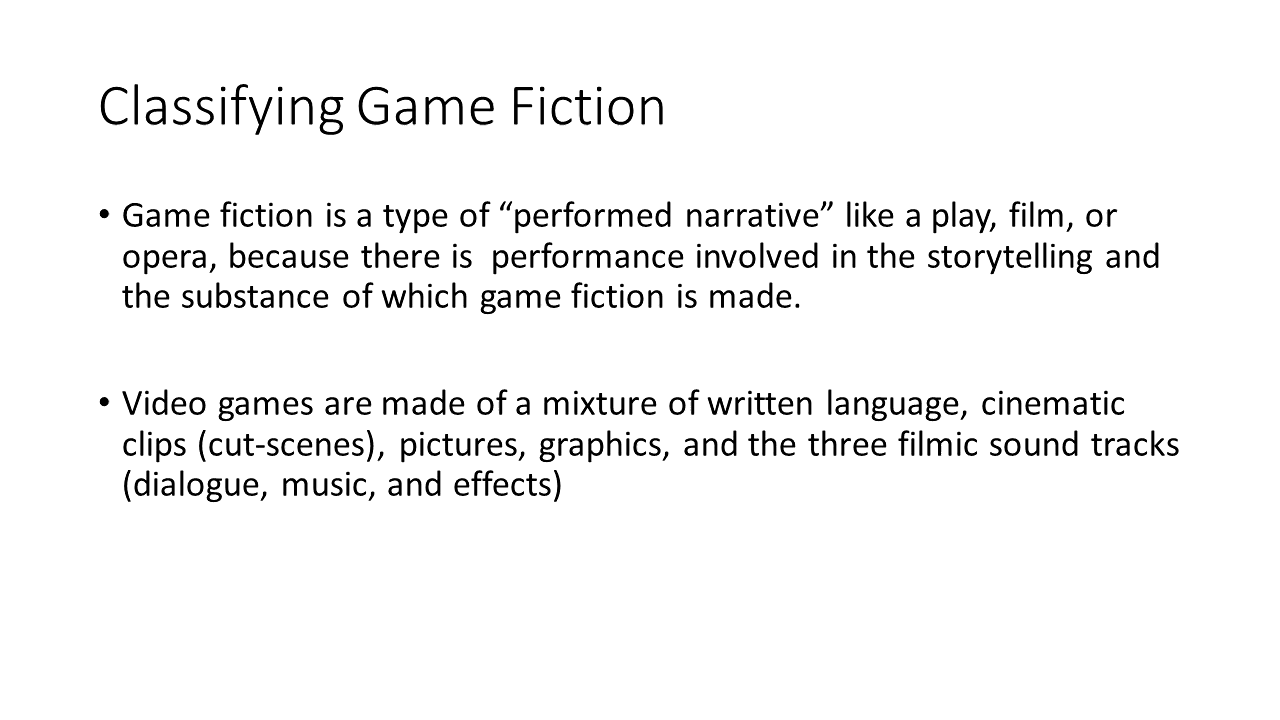 Classifying Game Fiction
• Game fiction is a type of “performed narrative” like a play, film, or
opera, because there is  performance involved in the storytelling and
the substance of which game fiction is made.
• Video games are made of a mixture of written language, cinematic
clips (cut-scenes), pictures, graphics, and the three filmic sound tracks
(dialogue, music, and effects)